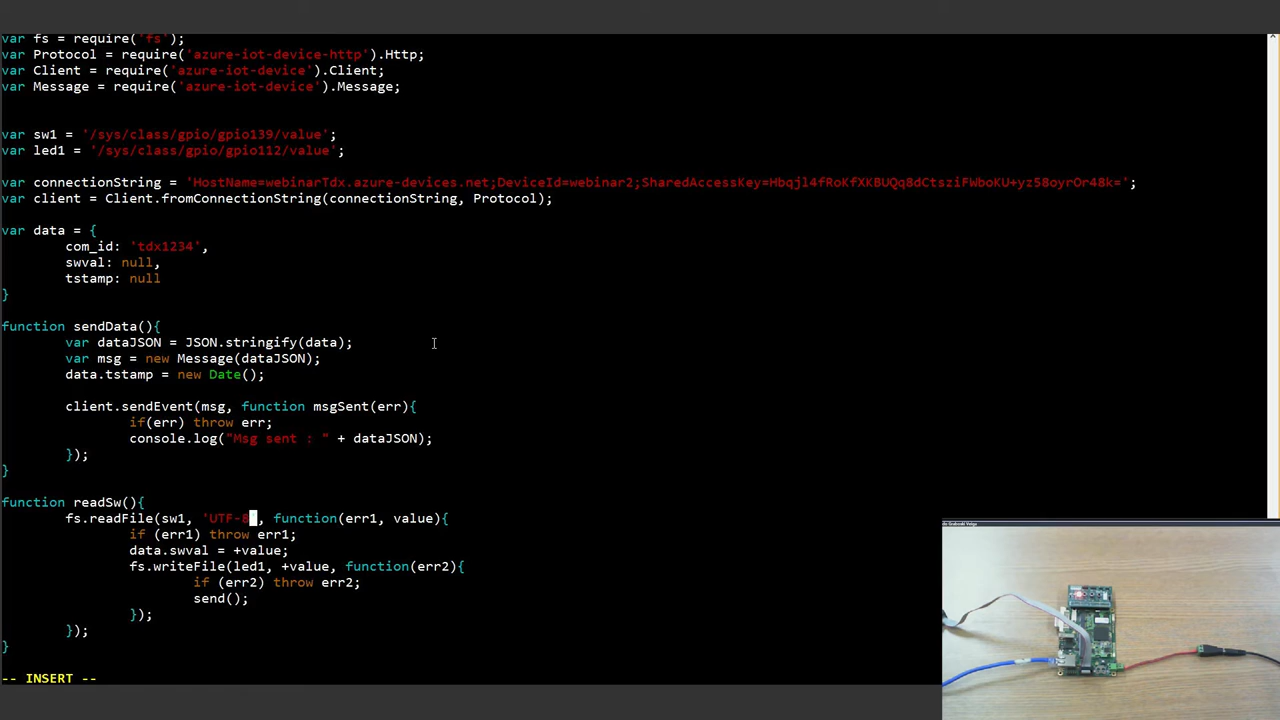 var fs = require('fs');
var Protocol = require('azure-iot-device-http').Http;
var Client = require('azure-iot-device').Client;
var Message = require('azure-iot-device').Message;
var sw1 = '/sys/class/gpio/gpio139/value';
var led1 = '/sys/class/gpio/gpio112/value';
var connectionString = 'HostName=webinarTdx.azure-devices.net;DeviceId=webinar2;SharedAccessKey=Hbqjl4fRoKfXKBUQq8dCtsziFWboKU+yz58oyrOr48k=';
var client = Client.fromConnectionString(connectionString, Protocol);
var data = {
com_id: 'tdx1234',
swval: null,
tstamp: null
}
function sendData(){
var dataJSON = JSON.stringify(data);
var msg = new Message(dataJSON);
data.tstamp = new Date();
client.sendEvent(msg, function msgSent(err){
if(err) throw err;
console.log("Msg sent : " + dataJSON);
});
}
function readSw(){
fs.readFile(sw1, 'UTF-8', function(err1, value){
if (err1) throw err1;
data.swval = +value;
fs.writeFile(led1, +value, function(err2){
if (err2) throw err2;
send();
});
});
}
-- INSERT --